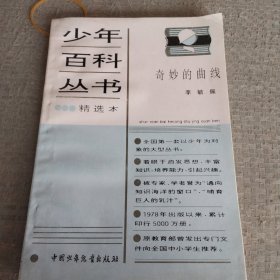 少年
百科
丛书
精选本
奇妙的曲线
李毓佩
●全国第一套以少年为对
象的大型丛书。
●着眼于启发思想,丰富
知识,培养能力,引起兴趣。
●被专家、学者誉为“通向
知识海洋的窗口”、“哺育
巨人的乳汁”。
●1978年出版以来,累计
印行5000万册。
●原教育部曾发出专门文
件向全国中小学生推荐。
中国少年儿童出版社